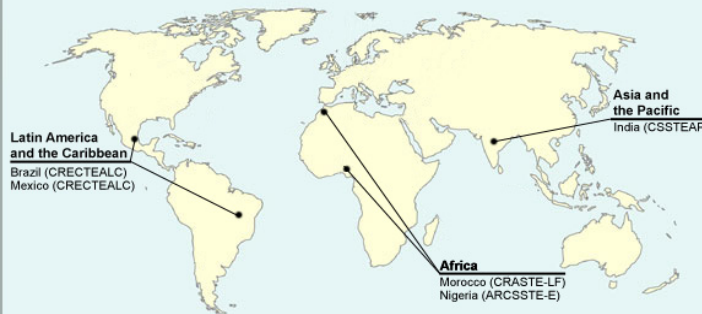 Latin America
and the Caribbean
Brazil (CRECTEALC)
Mexico (CRECTEALC)
Africa
Morocco (CRASTE-LF)
Nigeria (ARCSSTE-E)
Asia and
the Pacific
India (CSSTEAP